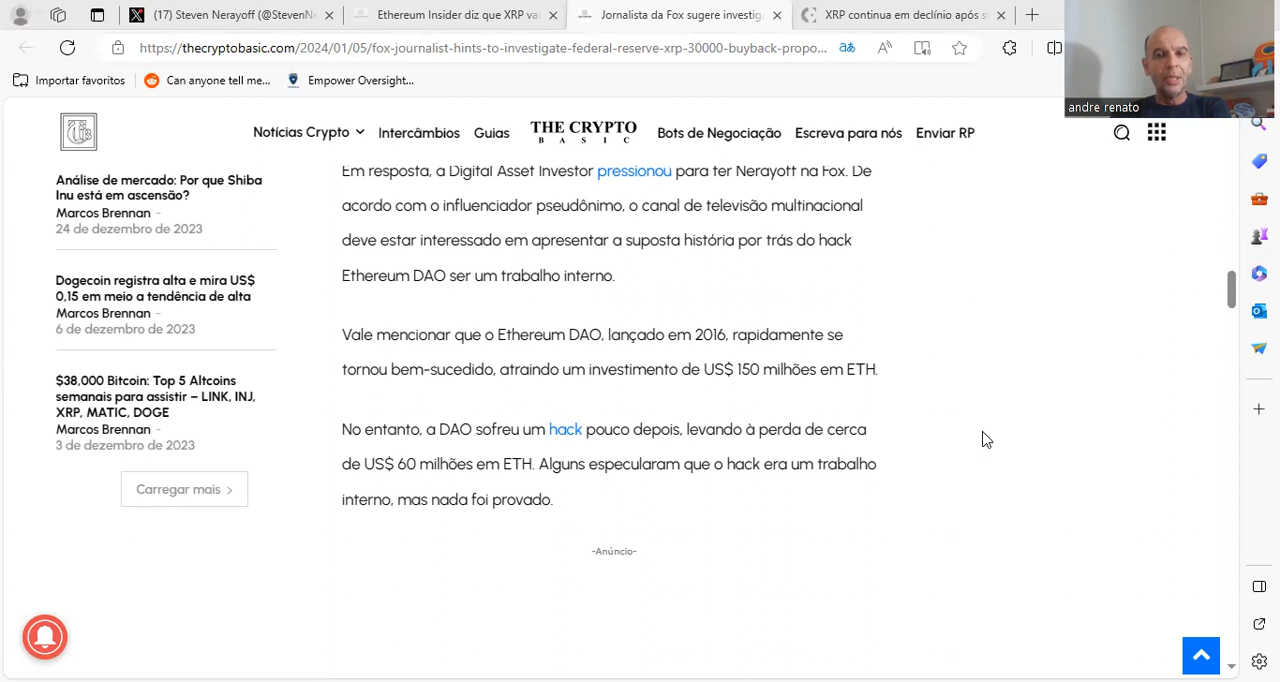 (17) Steven Nerayoff (@StevenNe
Ethereum Insider diz que XRP va
Jornalista da Fox sugere investiga
XRP continua em declínio após s
https://thecryptobasic.com/2024/01/05/fox-journalist-hints-to-investigate-federal-reserve-xrp-30000-buyback-propo...
Importar favoritos
Can anyone tell me...
Empower Oversight...
andre renato
Notícias Crypto
Intercâmbios
Guias
THE CRYPTO
BASIC
Bots de Negociação
Escreva para nós
Enviar RP
Análise de mercado: Por que Shiba
Inu está em ascensão?
Marcos Brennan -
24 de dezembro de 2023
Dogecoin registra alta e mira US$
0,15 em meio a tendência de alta
Marcos Brennan -
6 de dezembro de 2023
$38,000 Bitcoin: Top 5 Altcoins
semanais para assistir – LINK, INJ,
XRP, MATIC, DOGE
Marcos Brennan -
3 de dezembro de 2023
Carregar mais
Em resposta, a Digital Asset Investor pressionou para ter Nerayott na Fox. De
acordo com o influenciador pseudônimo, o canal de televisão multinacional
deve estar interessado em apresentar a suposta história por trás do hack
Ethereum DAO ser um trabalho interno.
Vale mencionar que o Ethereum DAO, lançado em 2016, rapidamente se
tornou bem-sucedido, atraindo um investimento de US$ 150 milhões em ETH.
No entanto, a DAO sofreu um hack pouco depois, levando à perda de cerca
de US$ 60 milhões em ETH. Alguns especularam que o hack era um trabalho
interno, mas nada foi provado.
-Anúncio-